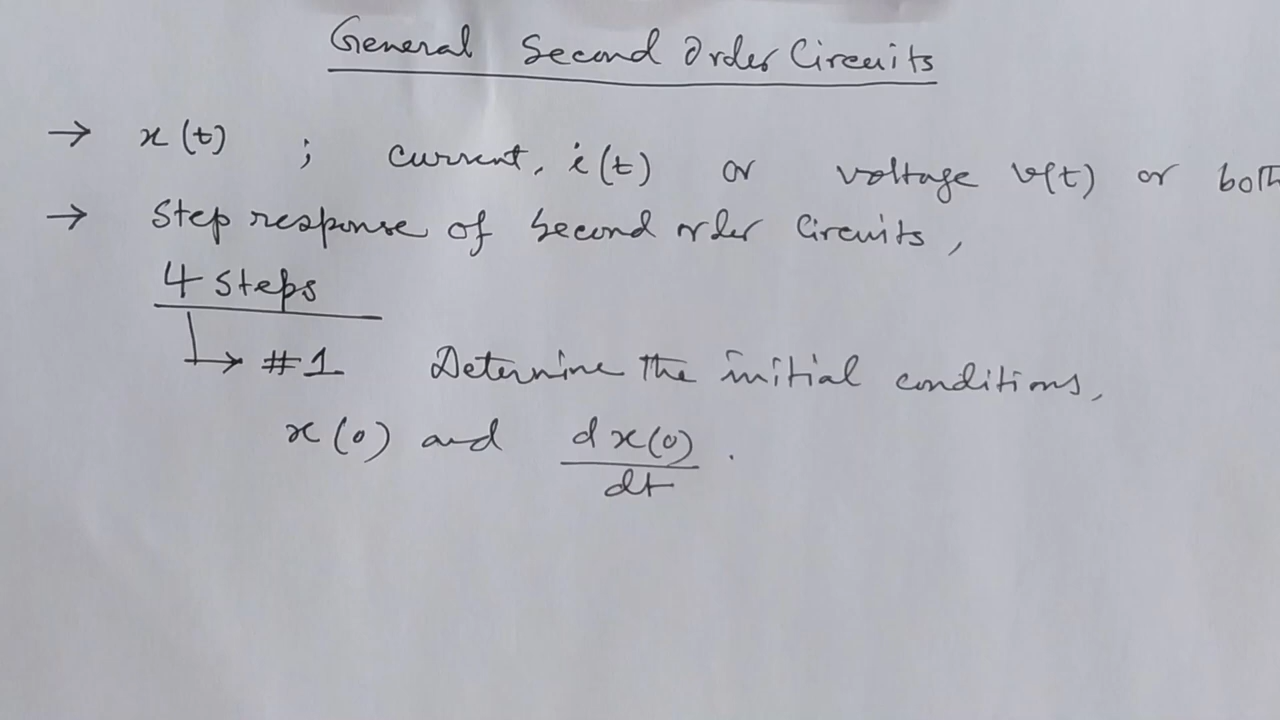 General Second Order Circuits
→ x(t) ; current, i(t) or voltage v(t) or both
→ Step response of second order circuits,
4 steps
#1 Determine the initial conditions,
x(0) and dx(0)/dt .